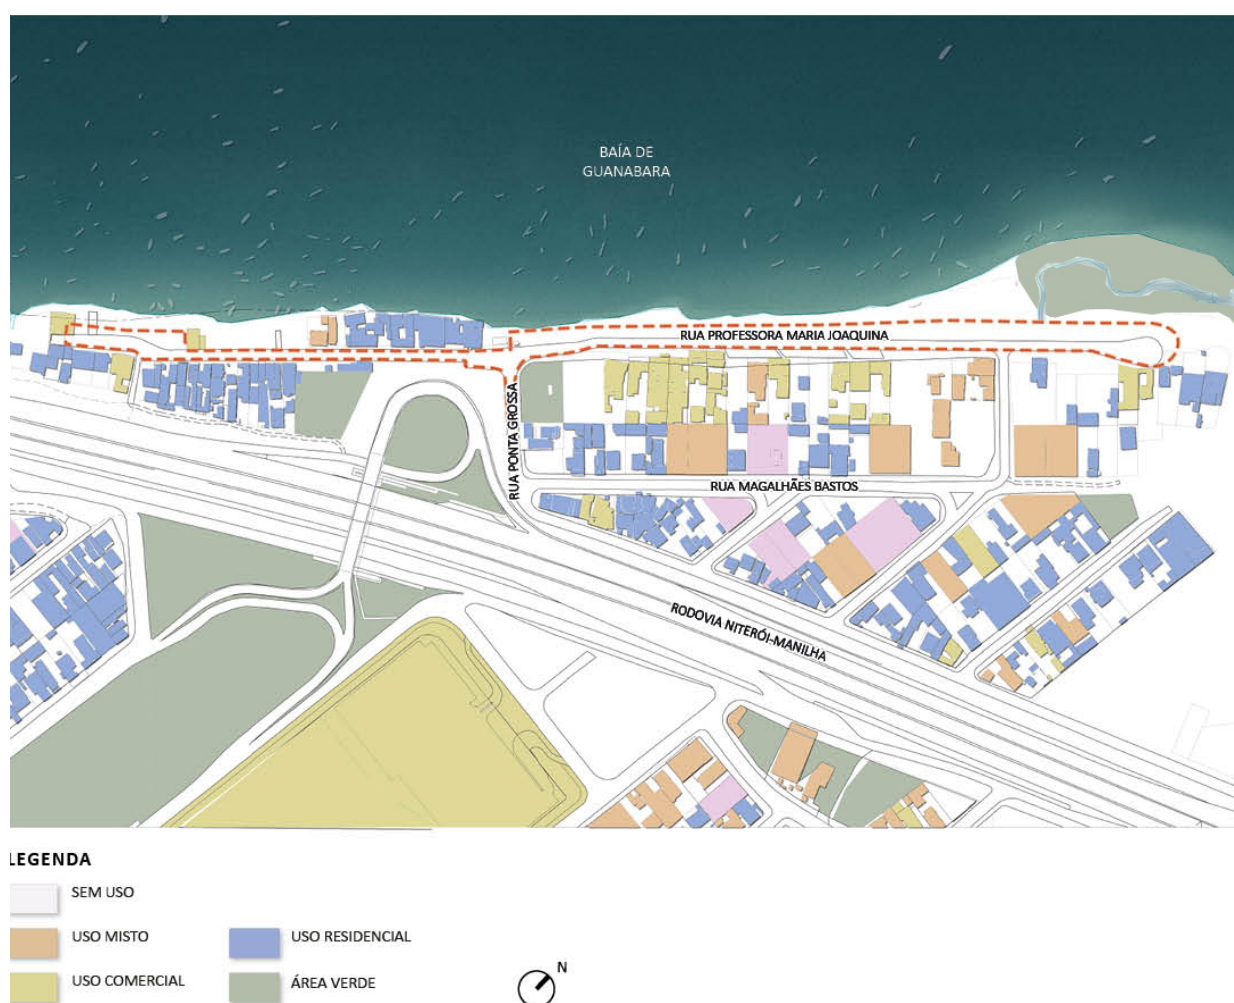 BAÍA DE
GUANABARA
RUA PROFESSORA MARIA JOAQUINA
RUA PONTA GROSSA
RUA MAGALHÃES BASTOS
RODOVIA NITERÓI-MANILHA
LEGENDA
SEM USO
USO MISTO
USO RESIDENCIAL
USO COMERCIAL
ÁREA VERDE
N